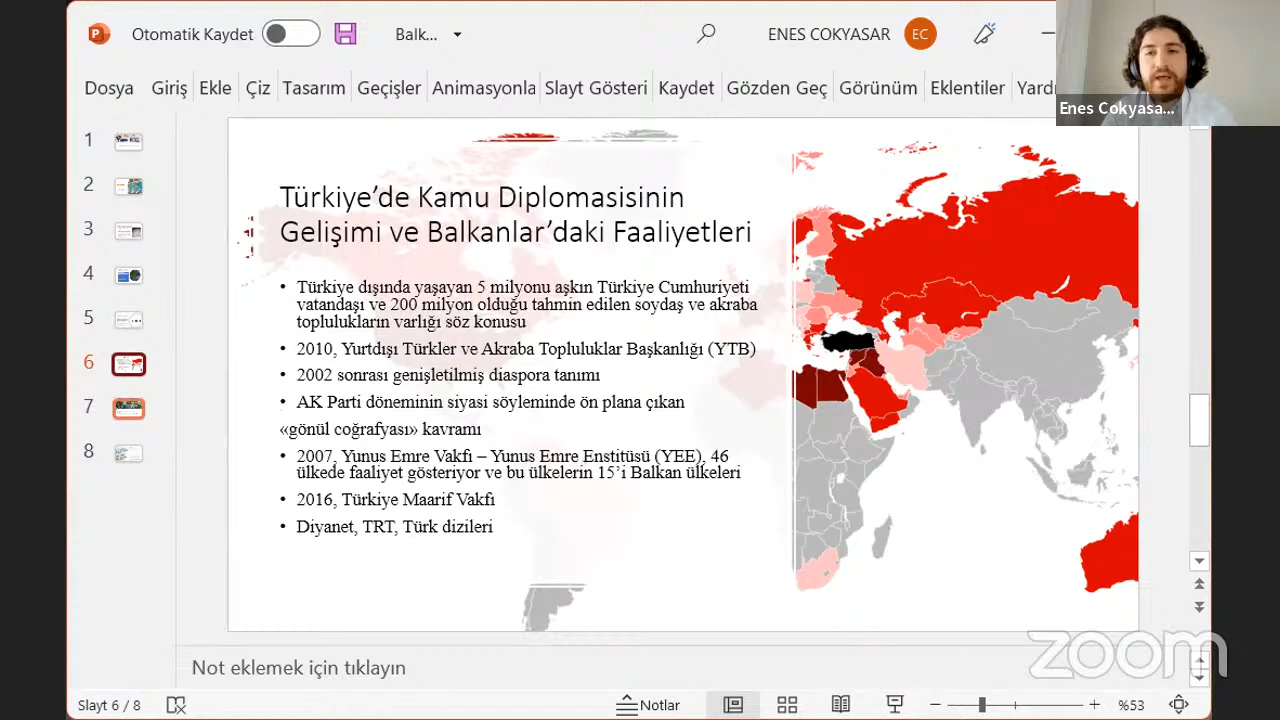 Otomatik Kaydet
Balk...
ENES COKYASAR
EC
Dosya Giriş Ekle Çiz Tasarım Geçişler Animasyonla Slayt Gösteri Kaydet Gözden Geç Görünüm Eklentiler Yardı
Enes Cokyasa...
1
2
3
4
5
6
7
8
Türkiye’de Kamu Diplomasisinin
Gelişimi ve Balkanlar’daki Faaliyetleri
• Türkiye dışında yaşayan 5 milyonu aşkın Türkiye Cumhuriyeti
vatandaşı ve 200 milyon olduğu tahmin edilen soydaş ve akraba
toplulukların varlığı söz konusu
• 2010, Yurtdışı Türkler ve Akraba Topluluklar Başkanlığı (YTB)
• 2002 sonrası genişletilmiş diaspora tanımı
• AK Parti döneminin siyasi söyleminde ön plana çıkan
«gönül coğrafyası» kavramı
• 2007, Yunus Emre Vakfı – Yunus Emre Enstitüsü (YEE), 46
ülkede faaliyet gösteriyor ve bu ülkelerin 15’i Balkan ülkeleri
• 2016, Türkiye Maarif Vakfı
• Diyanet, TRT, Türk dizileri
Not eklemek için tıklayın
zoom
Slayt 6 / 8
Notlar
%53